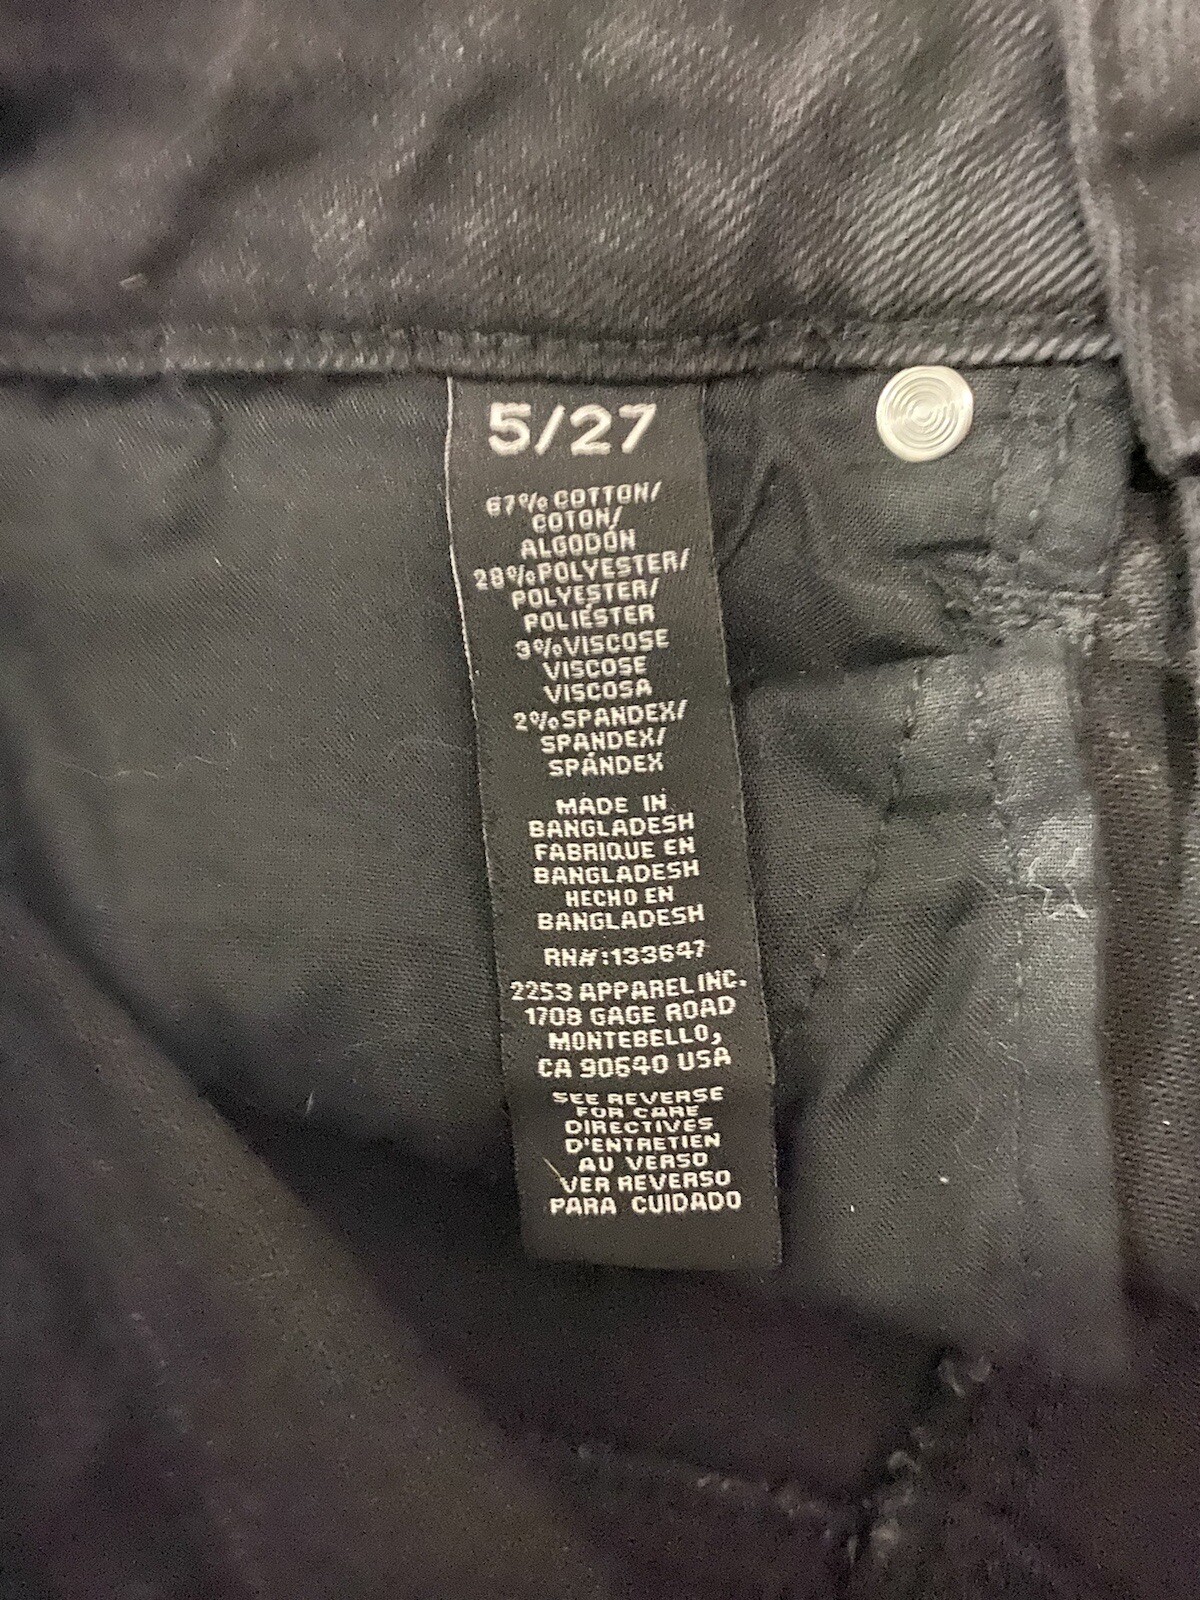 5/27
67% COTTON/
COTON/
ALGODÓN
28% POLYESTER/
POLYESTER/
POLIÉSTER
3% VISCOSE
VISCOSE
VISCOSA
2% SPANDEX/
SPANDEX/
SPÁNDEX
MADE IN
BANGLADESH
FABRIQUE EN
BANGLADESH
HECHO EN
BANGLADESH
RN#:133647
2253 APPAREL INC.
1708 GAGE ROAD
MONTEBELLO,
CA 90640 USA
SEE REVERSE
FOR CARE
DIRECTIVES
D'ENTRETIEN
AU VERSO
VER REVERSO
PARA CUIDADO